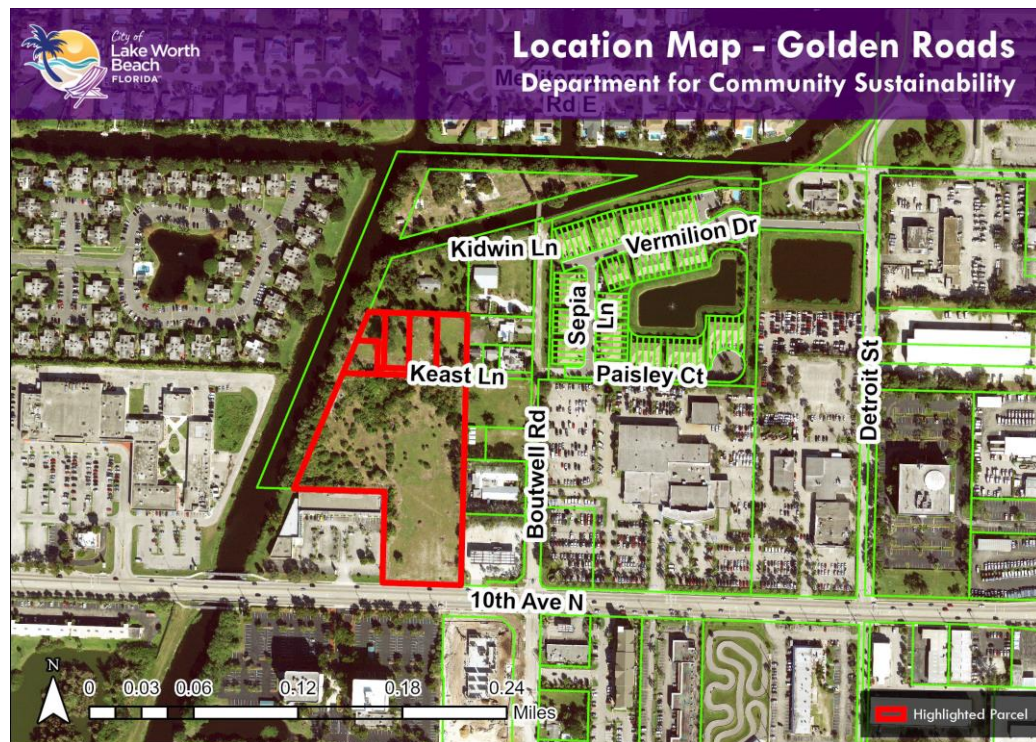 City of
Lake Worth
Beach
FLORIDA
Location Map - Golden Roads
Department for Community Sustainability
Rd E
Kidwin Ln
Vermilion Dr
Sepia
Ln
Keast Ln
Paisley Ct
Boutwell Rd
Detroit St
10th Ave N
N
0 0.03 0.06 0.12 0.18 0.24
Miles
Highlighted Parcel